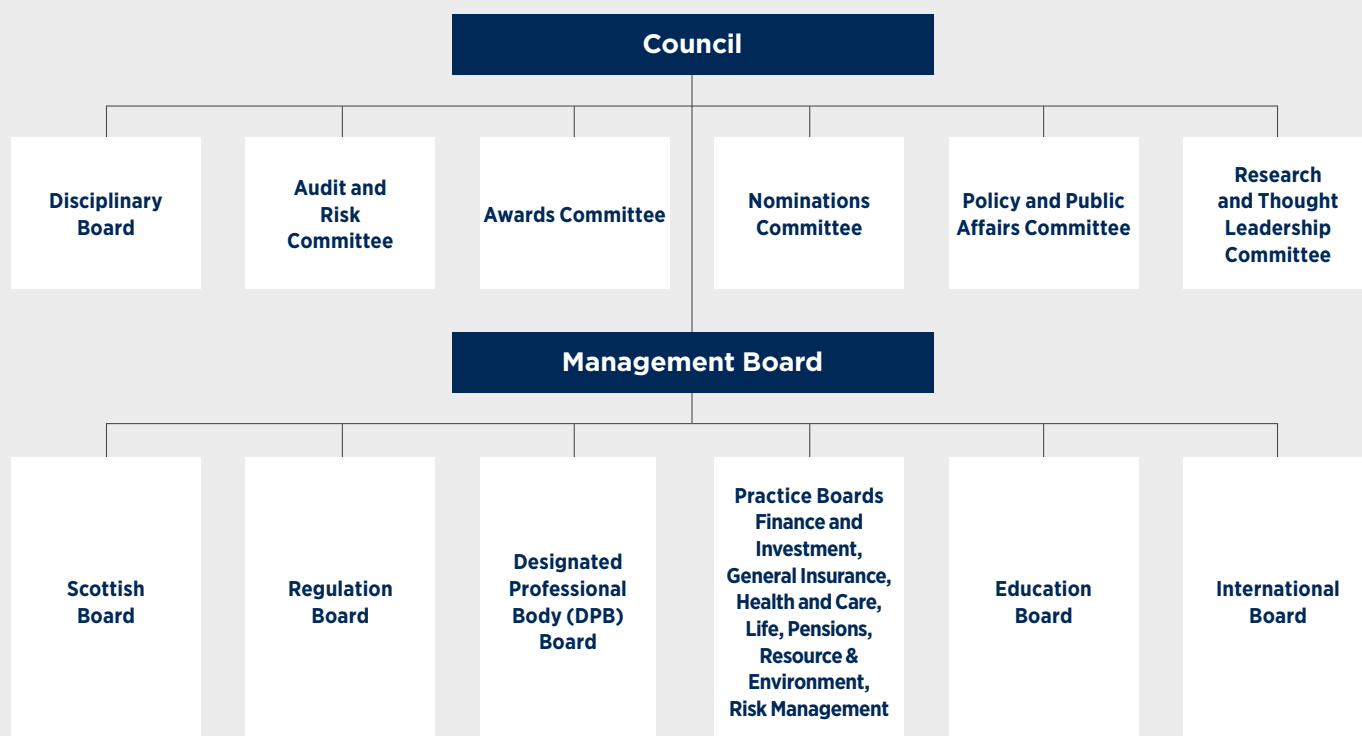 Council
Disciplinary
Board
Audit and
Risk
Committee
Awards Committee
Nominations
Committee
Policy and Public
Affairs Committee
Research
and Thought
Leadership
Committee
Management Board
Scottish
Board
Regulation
Board
Designated
Professional
Body (DPB)
Board
Practice Boards
Finance and
Investment,
General Insurance,
Health and Care,
Life, Pensions,
Resource &
Environment,
Risk Management
Education
Board
International
Board